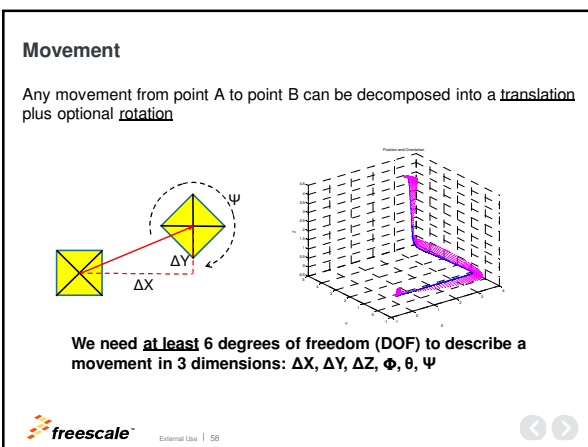 Movement
Any movement from point A to point B can be decomposed into a translation
plus optional rotation
Position and Orientation
Ψ
ΔY
ΔX
Z
Y
X
We need at least 6 degrees of freedom (DOF) to describe a
movement in 3 dimensions: ΔX, ΔY, ΔZ, Φ, θ, Ψ
freescale™
External Use | 58